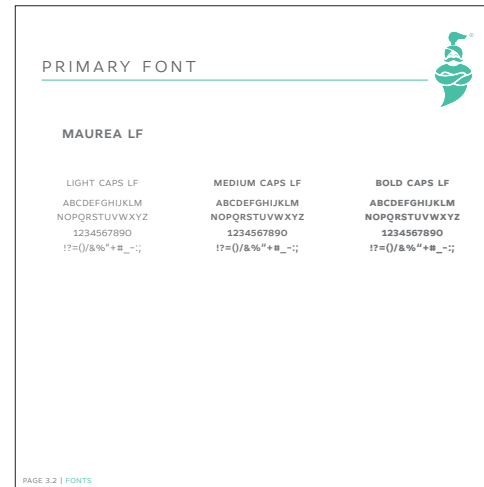 PRIMARY FONT
®
MAUREA LF
LIGHT CAPS LF
ABCDEFGHIJKLM
NOPQRSTUVWXYZ
1234567890
!?=()/&%“+#_-:;
MEDIUM CAPS LF
ABCDEFGHIJKLM
NOPQRSTUVWXYZ
1234567890
!?=()/&%“+#_-:;
BOLD CAPS LF
ABCDEFGHIJKLM
NOPQRSTUVWXYZ
1234567890
!?=()/&%“+#_-:;
PAGE 3.2 | FONTS